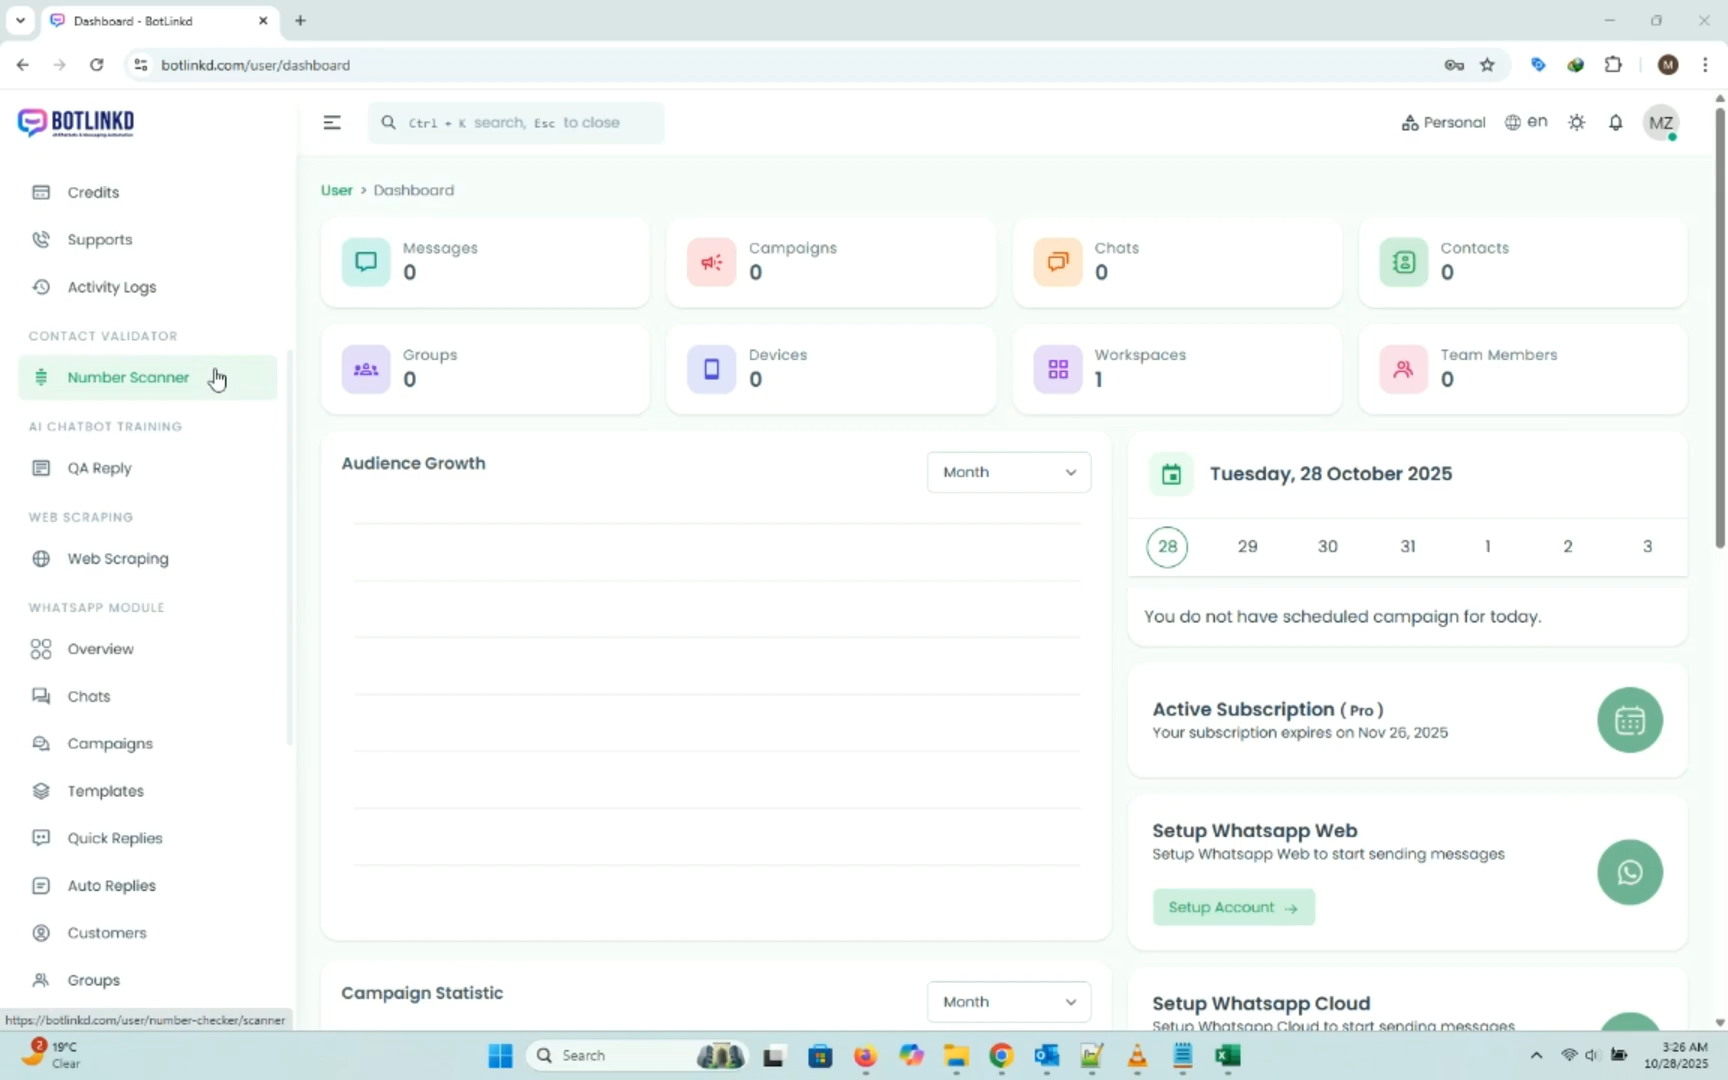 Dashboard - BotLinkd
botlinkd.com/user/dashboard
M
BOTLINKD
Ctrl + K search, Esc to close
Personal
en
MZ
Credits
Supports
Activity Logs
CONTACT VALIDATOR
Number Scanner
AI CHATBOT TRAINING
QA Reply
WEB SCRAPING
Web Scraping
WHATSAPP MODULE
Overview
Chats
Campaigns
Templates
Quick Replies
Auto Replies
Customers
Groups
https://botlinkd.com/user/number-checker/scanner
User > Dashboard
Messages
0
Campaigns
0
Chats
0
Contacts
0
Groups
0
Devices
0
Workspaces
1
Team Members
0
Audience Growth
Month
Tuesday, 28 October 2025
28 29 30 31 1 2 3
You do not have scheduled campaign for today.
Active Subscription ( Pro )
Your subscription expires on Nov 26, 2025
Setup Whatsapp Web
Setup Whatsapp Web to start sending messages
Setup Account →
Campaign Statistic
Month
Setup Whatsapp Cloud
Setup Whatsapp Cloud to start sending messages
2
19°C
Clear
Search
3:26 AM
10/28/2025